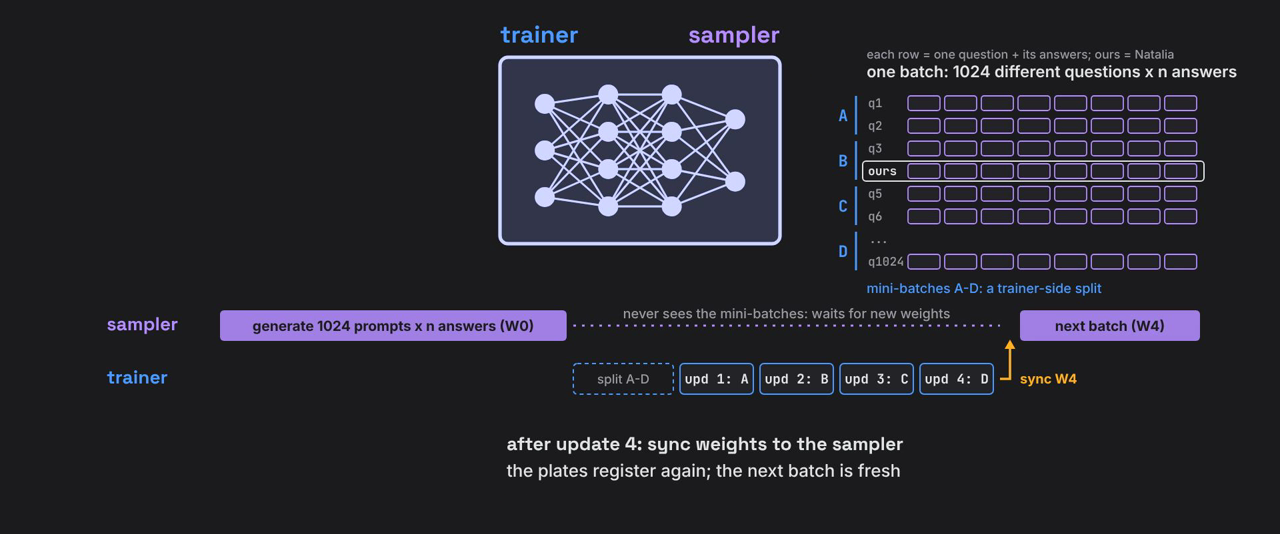 trainer
sampler
each row = one question + its answers; ours = Natalia
one batch: 1024 different questions x n answers
A
q1
q2
B
q3
ours
C
q5
q6
D
...
q1024
mini-batches A-D: a trainer-side split
sampler
generate 1024 prompts x n answers (W0)
never sees the mini-batches: waits for new weights
next batch (W4)
trainer
split A-D
upd 1: A
upd 2: B
upd 3: C
upd 4: D
sync W4
after update 4: sync weights to the sampler
the plates register again; the next batch is fresh